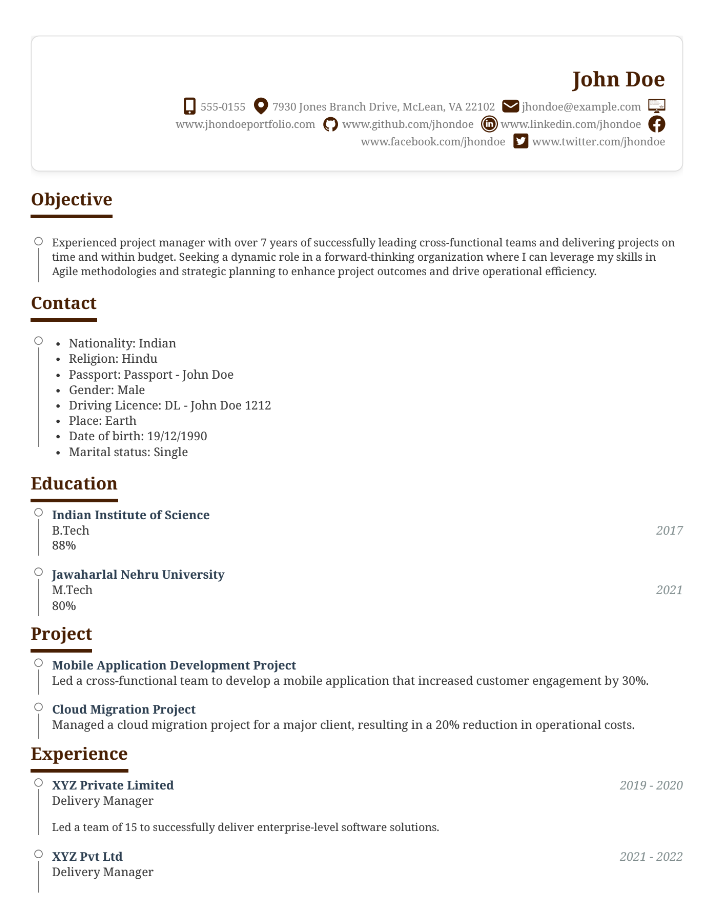 John Doe
555-0155 7930 Jones Branch Drive, McLean, VA 22102 jhondoe@example.com
www.jhondoeportfolio.com www.github.com/jhondoe www.linkedin.com/jhondoe
www.facebook.com/jhondoe www.twitter.com/jhondoe
Objective
Experienced project manager with over 7 years of successfully leading cross-functional teams and delivering projects on
time and within budget. Seeking a dynamic role in a forward-thinking organization where I can leverage my skills in
Agile methodologies and strategic planning to enhance project outcomes and drive operational efficiency.
Contact
• Nationality: Indian
• Religion: Hindu
• Passport: Passport - John Doe
• Gender: Male
• Driving Licence: DL - John Doe 1212
• Place: Earth
• Date of birth: 19/12/1990
• Marital status: Single
Education
Indian Institute of Science
B.Tech 2017
88%
Jawaharlal Nehru University
M.Tech 2021
80%
Project
Mobile Application Development Project
Led a cross-functional team to develop a mobile application that increased customer engagement by 30%.
Cloud Migration Project
Managed a cloud migration project for a major client, resulting in a 20% reduction in operational costs.
Experience
XYZ Private Limited 2019 - 2020
Delivery Manager
Led a team of 15 to successfully deliver enterprise-level software solutions.
XYZ Pvt Ltd 2021 - 2022
Delivery Manager